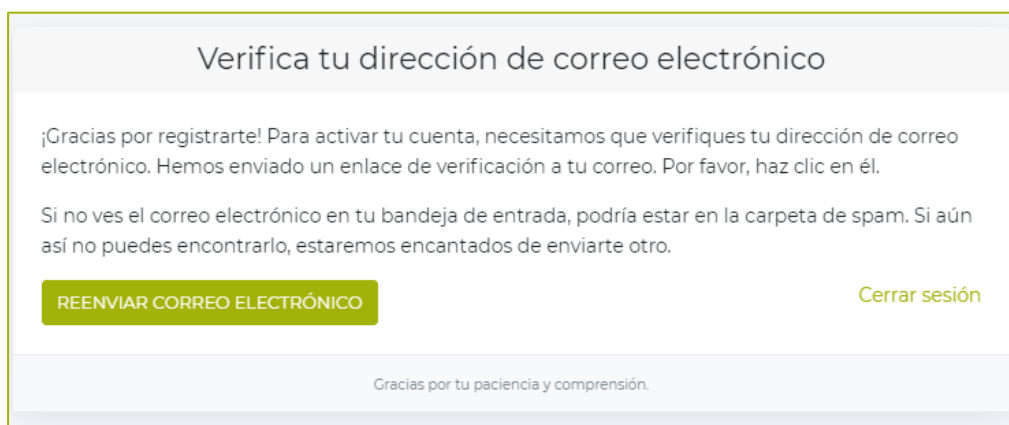 Verifica tu dirección de correo electrónico
¡Gracias por registrarte! Para activar tu cuenta, necesitamos que verifiques tu dirección de correo
electrónico. Hemos enviado un enlace de verificación a tu correo. Por favor, haz clic en él.
Si no ves el correo electrónico en tu bandeja de entrada, podría estar en la carpeta de spam. Si aún
así no puedes encontrarlo, estaremos encantados de enviarte otro.
REENVIAR CORREO ELECTRÓNICO
Cerrar sesión
Gracias por tu paciencia y comprensión.